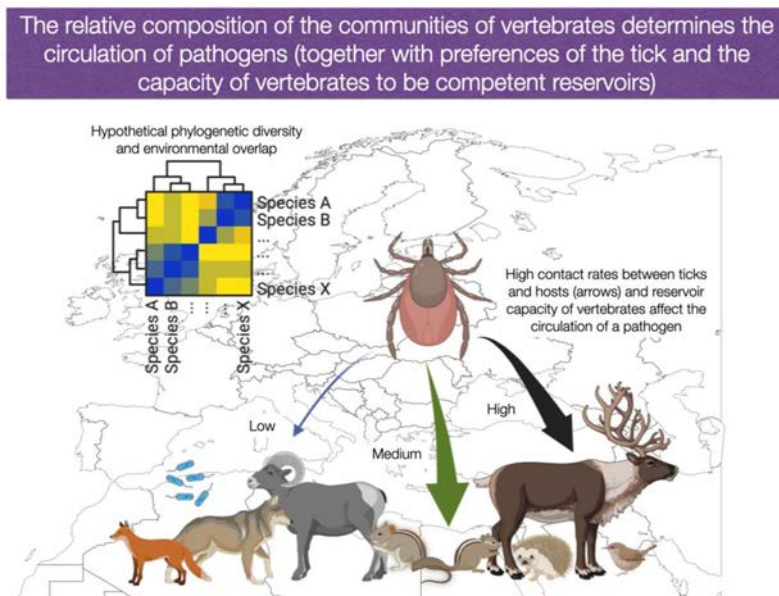 The relative composition of the communities of vertebrates determines the
circulation of pathogens (together with preferences of the tick and the
capacity of vertebrates to be competent reservoirs)
Hypothetical phylogenetic diversity
and environmental overlap
Species A
Species B
...
...
...
Species X
Species A
Species B
...
...
...
Species X
High contact rates between ticks
and hosts (arrows) and reservoir
capacity of vertebrates affect the
circulation of a pathogen
Low
Medium
High